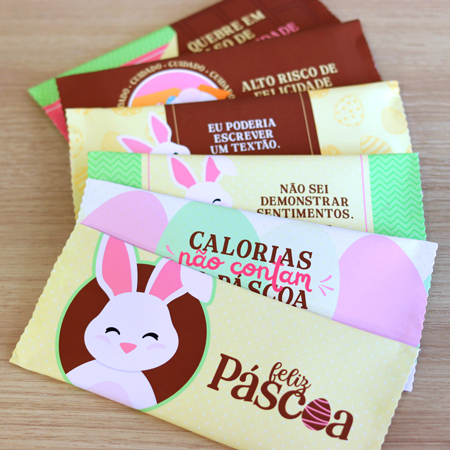 QUEBRE EM
CUIDADO • CUIDADO • CUIDADO
ALTO RISCO DE
FELICIDADE
EU PODERIA
ESCREVER
UM TEXTÃO.
NÃO SEI
DEMONSTRAR
SENTIMENTOS.
CALORIAS
não contam
PÁSCOA
feliz
Páscoa